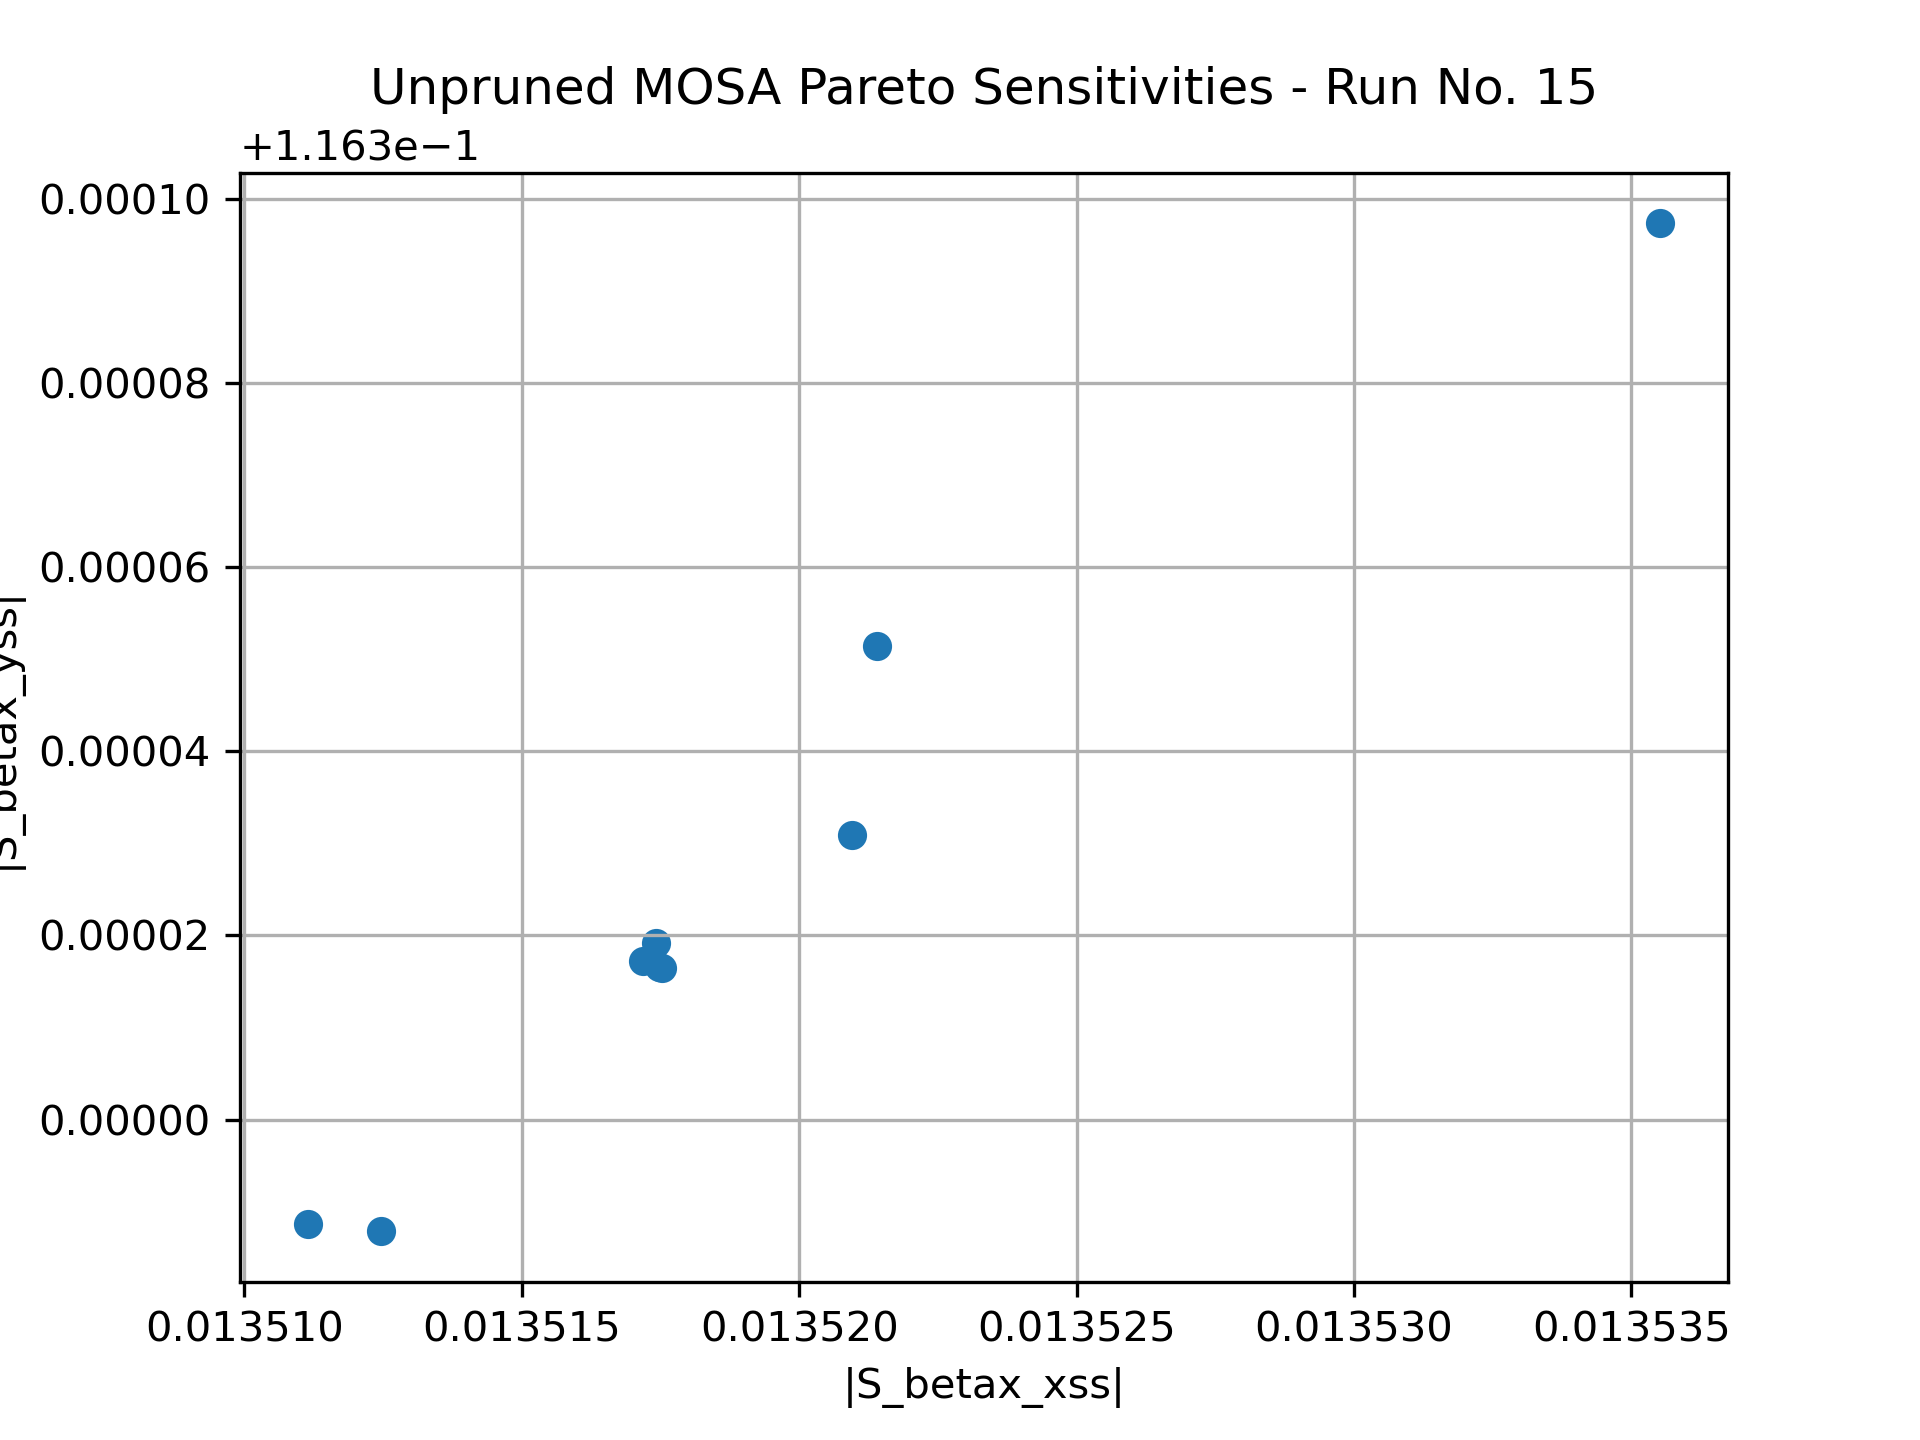 Unpruned MOSA Pareto Sensitivities - Run No. 15
+1.163e−1
0.00010
0.00008
0.00006
0.00004
0.00002
0.00000
|S_betax_yss|
0.013510 0.013515 0.013520 0.013525 0.013530 0.013535
|S_betax_xss|